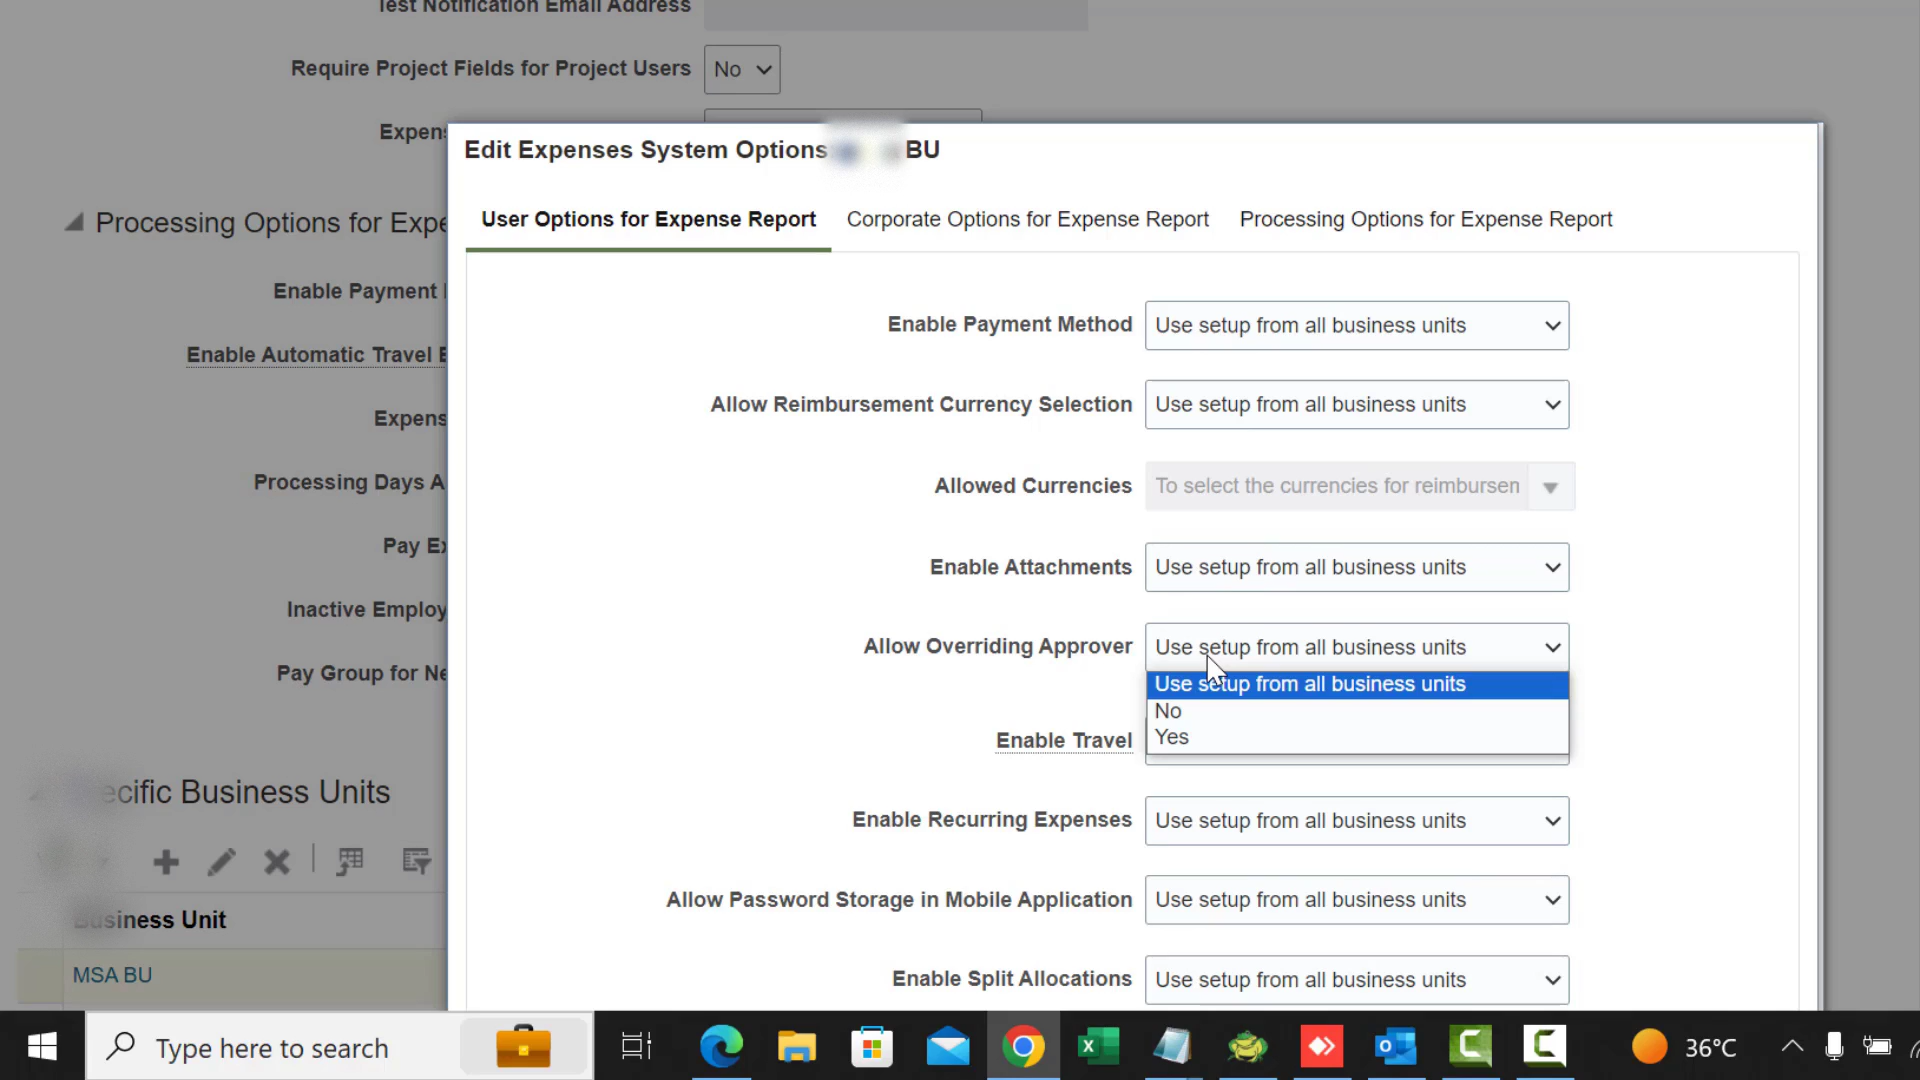 Test Notification Email Address
Require Project Fields for Project Users No
Expens
Edit Expenses System Options BU
User Options for Expense Report Corporate Options for Expense Report Processing Options for Expense Report
Processing Options for Expe
Enable Payment
Enable Automatic Travel E
Expens
Processing Days A
Pay Ex
Inactive Employ
Pay Group for Ne
Enable Payment Method Use setup from all business units
Allow Reimbursement Currency Selection Use setup from all business units
Allowed Currencies To select the currencies for reimbursem
Enable Attachments Use setup from all business units
Allow Overriding Approver Use setup from all business units
Use setup from all business units
No
Yes
Enable Travel
Enable Recurring Expenses Use setup from all business units
Allow Password Storage in Mobile Application Use setup from all business units
Enable Split Allocations Use setup from all business units
ecific Business Units
Business Unit
MSA BU
Type here to search
36°C